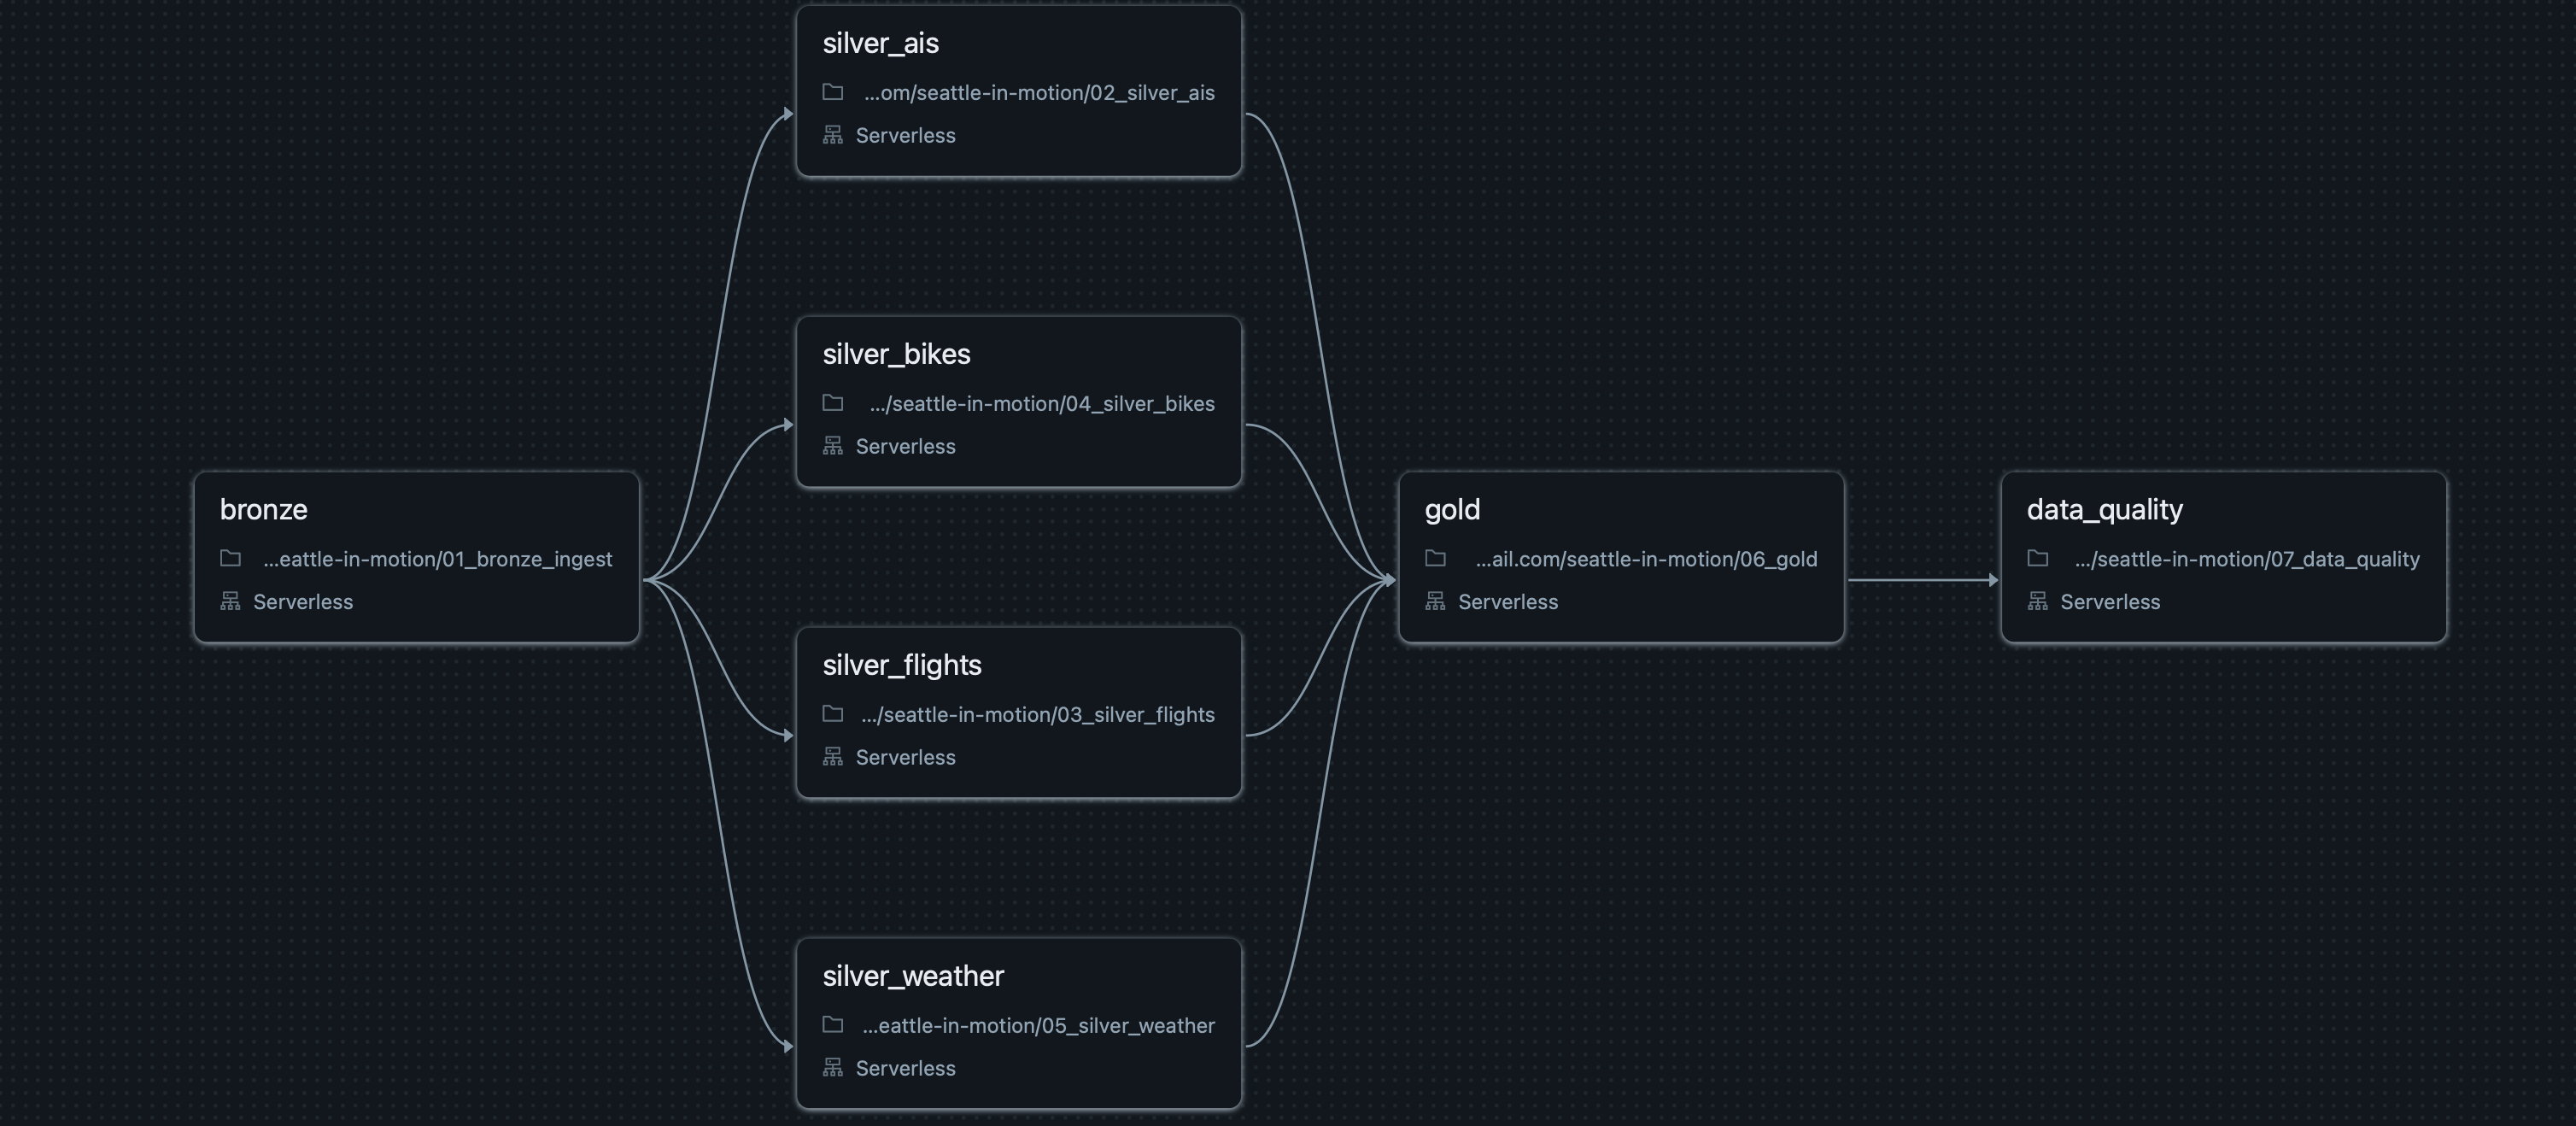 silver_ais
...om/seattle-in-motion/02_silver_ais
Serverless
silver_bikes
.../seattle-in-motion/04_silver_bikes
Serverless
bronze
...eattle-in-motion/01_bronze_ingest
Serverless
gold
...ail.com/seattle-in-motion/06_gold
Serverless
data_quality
.../seattle-in-motion/07_data_quality
Serverless
silver_flights
.../seattle-in-motion/03_silver_flights
Serverless
silver_weather
...eattle-in-motion/05_silver_weather
Serverless